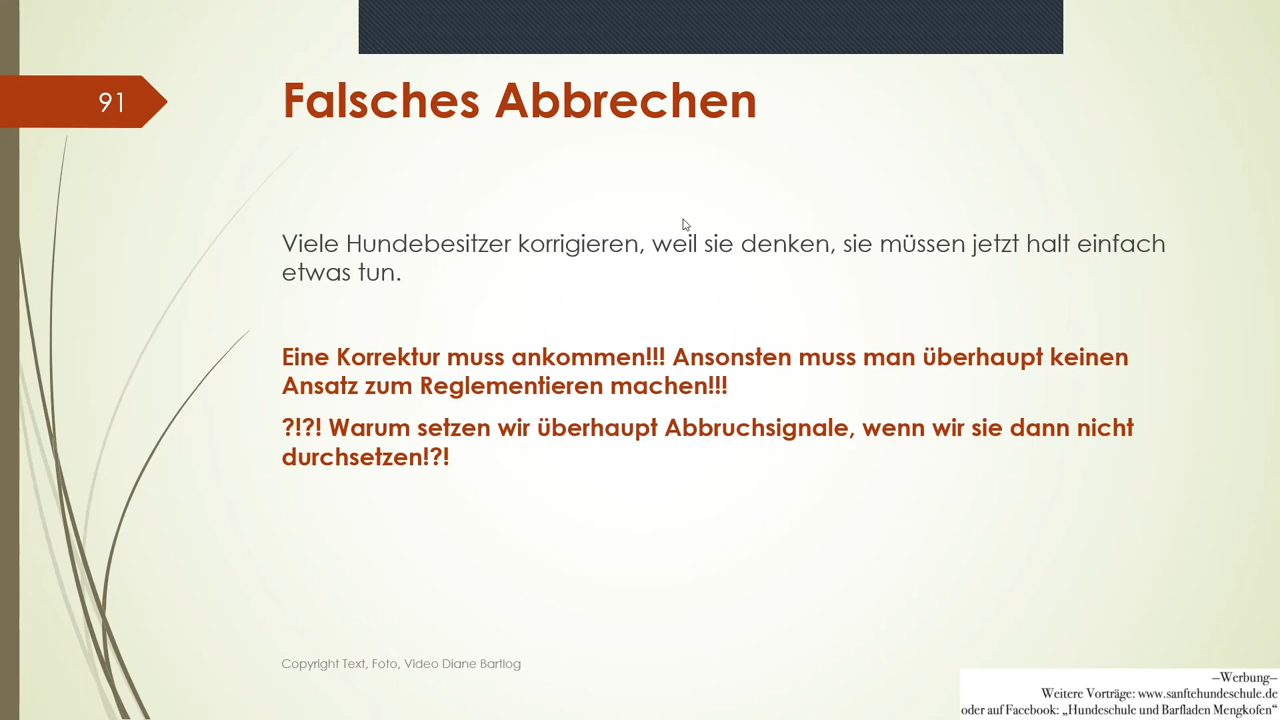 91
Falsches Abbrechen
Viele Hundebesitzer korrigieren, weil sie denken, sie müssen jetzt halt einfach
etwas tun.
Eine Korrektur muss ankommen!!! Ansonsten muss man überhaupt keinen
Ansatz zum Reglementieren machen!!!
?!?! Warum setzen wir überhaupt Abbruchsignale, wenn wir sie dann nicht
durchsetzen!?!
Copyright Text, Foto, Video Diane Bartlog
—Werbung—
Weitere Vorträge: www.sanftehundeschule.de
oder auf Facebook: „Hundeschule und Barfladen Mengkofen“